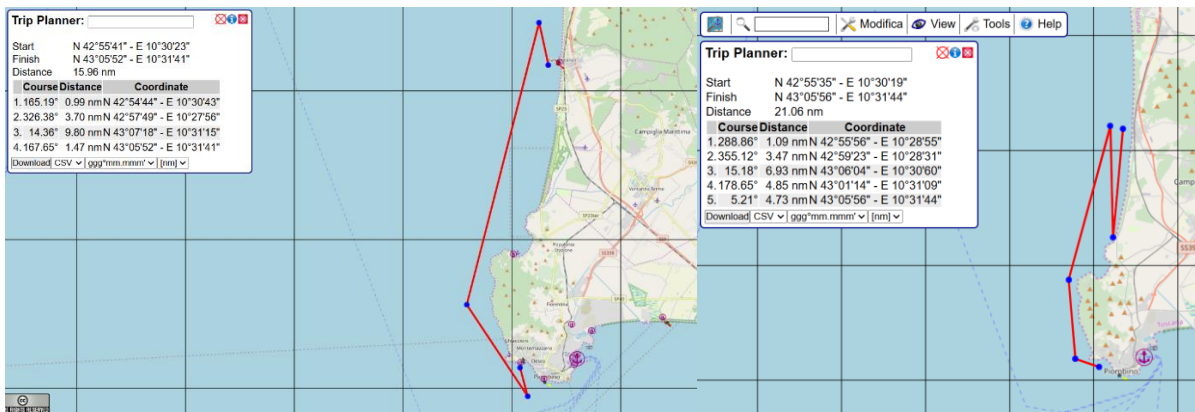 Trip Planner:
Start N 42°55'41" - E 10°30'23"
Finish N 43°05'52" - E 10°31'41"
Distance 15.96 nm
Course Distance Coordinate
1. 165.19° 0.99 nm N 42°54'44" - E 10°30'43"
2. 326.38° 3.70 nm N 42°57'49" - E 10°27'56"
3. 14.36° 9.80 nm N 43°07'18" - E 10°31'15"
4. 167.65° 1.47 nm N 43°05'52" - E 10°31'41"
Download CSV ggg°mm.mmm' [nm]
Campiglia Marittima
Venturina Terme
Populonia Stazione
Fiorentina
Piombino
cc
Modifica View Tools Help
Trip Planner:
Start N 42°55'35" - E 10°30'19"
Finish N 43°05'56" - E 10°31'44"
Distance 21.06 nm
Course Distance Coordinate
1. 288.86° 1.09 nm N 42°55'56" - E 10°28'55"
2. 355.12° 3.47 nm N 42°59'23" - E 10°28'31"
3. 15.18° 6.93 nm N 43°06'04" - E 10°30'60"
4. 178.65° 4.85 nm N 43°01'14" - E 10°31'09"
5. 5.21° 4.73 nm N 43°05'56" - E 10°31'44"
Download CSV ggg°mm.mmm' [nm]
Camp
SS39
Toscana
Piombino